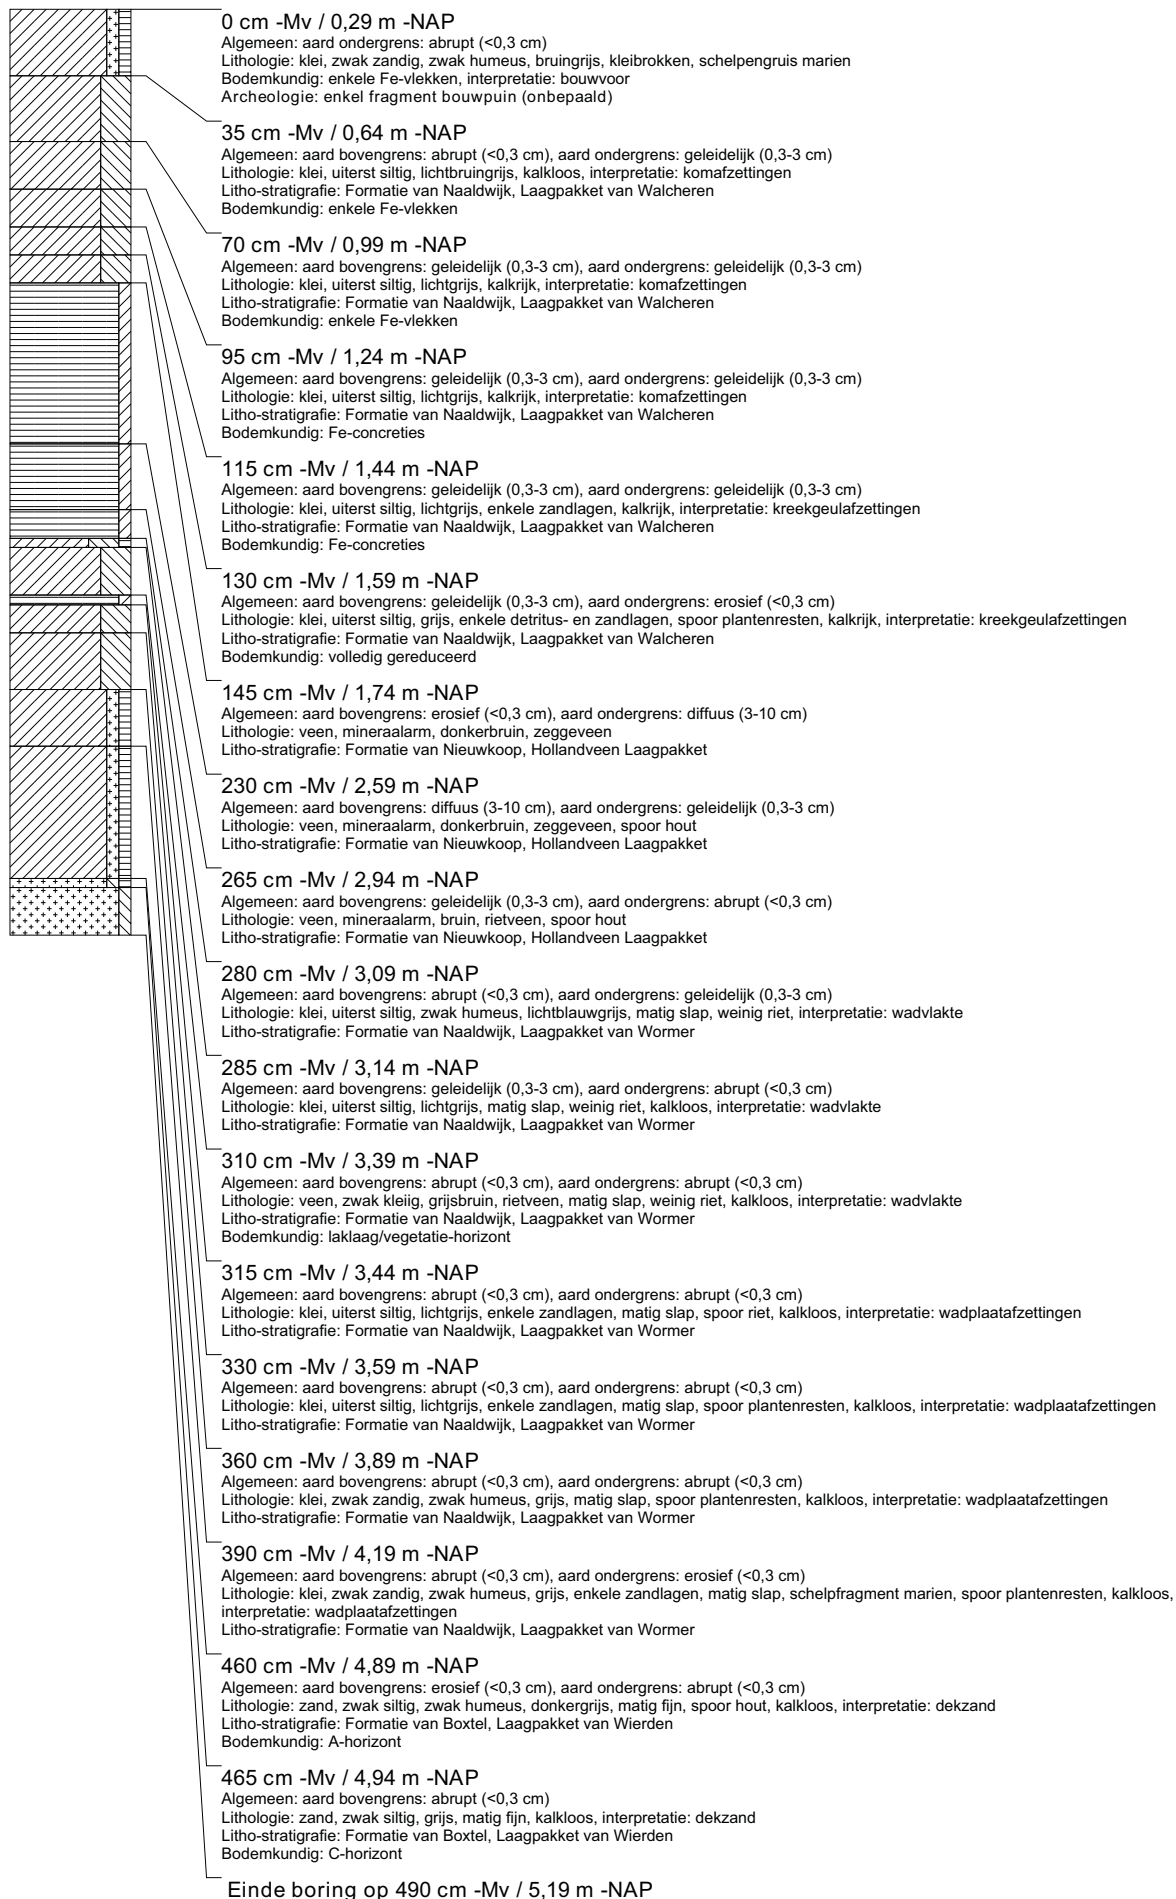 0 cm -Mv / 0,29 m -NAP
Algemeen: aard ondergrens: abrupt (<0,3 cm)
Lithologie: klei, zwak zandig, zwak humeus, bruingrijs, kleibrokken, schelpengruis marien
Bodemkundig: enkele Fe-vlekken, interpretatie: bouwvoor
Archeologie: enkel fragment bouwpuin (onbepaald)
35 cm -Mv / 0,64 m -NAP
Algemeen: aard bovengrens: abrupt (<0,3 cm), aard ondergrens: geleidelijk (0,3-3 cm)
Lithologie: klei, uiterst siltig, lichtbruingrijs, kalkloos, interpretatie: komafzettingen
Litho-stratigrafie: Formatie van Naaldwijk, Laagpakket van Walcheren
Bodemkundig: enkele Fe-vlekken
70 cm -Mv / 0,99 m -NAP
Algemeen: aard bovengrens: geleidelijk (0,3-3 cm), aard ondergrens: geleidelijk (0,3-3 cm)
Lithologie: klei, uiterst siltig, lichtgrijs, kalkrijk, interpretatie: komafzettingen
Litho-stratigrafie: Formatie van Naaldwijk, Laagpakket van Walcheren
Bodemkundig: enkele Fe-vlekken
95 cm -Mv / 1,24 m -NAP
Algemeen: aard bovengrens: geleidelijk (0,3-3 cm), aard ondergrens: geleidelijk (0,3-3 cm)
Lithologie: klei, uiterst siltig, lichtgrijs, kalkrijk, interpretatie: komafzettingen
Litho-stratigrafie: Formatie van Naaldwijk, Laagpakket van Walcheren
Bodemkundig: Fe-concreties
115 cm -Mv / 1,44 m -NAP
Algemeen: aard bovengrens: geleidelijk (0,3-3 cm), aard ondergrens: geleidelijk (0,3-3 cm)
Lithologie: klei, uiterst siltig, lichtgrijs, enkele zandlagen, kalkrijk, interpretatie: kreekgeulafzettingen
Litho-stratigrafie: Formatie van Naaldwijk, Laagpakket van Walcheren
Bodemkundig: Fe-concreties
130 cm -Mv / 1,59 m -NAP
Algemeen: aard bovengrens: geleidelijk (0,3-3 cm), aard ondergrens: erosief (<0,3 cm)
Lithologie: klei, uiterst siltig, grijs, enkele detritus- en zandlagen, spoor plantenresten, kalkrijk, interpretatie: kreekgeulafzettingen
Litho-stratigrafie: Formatie van Naaldwijk, Laagpakket van Walcheren
Bodemkundig: volledig gereduceerd
145 cm -Mv / 1,74 m -NAP
Algemeen: aard bovengrens: erosief (<0,3 cm), aard ondergrens: diffuus (3-10 cm)
Lithologie: veen, mineraalarm, donkerbruin, zeggeveen
Litho-stratigrafie: Formatie van Nieuwkoop, Hollandveen Laagpakket
230 cm -Mv / 2,59 m -NAP
Algemeen: aard bovengrens: diffuus (3-10 cm), aard ondergrens: geleidelijk (0,3-3 cm)
Lithologie: veen, mineraalarm, donkerbruin, zeggeveen, spoor hout
Litho-stratigrafie: Formatie van Nieuwkoop, Hollandveen Laagpakket
265 cm -Mv / 2,94 m -NAP
Algemeen: aard bovengrens: geleidelijk (0,3-3 cm), aard ondergrens: abrupt (<0,3 cm)
Lithologie: veen, mineraalarm, bruin, rietveen, spoor hout
Litho-stratigrafie: Formatie van Nieuwkoop, Hollandveen Laagpakket
280 cm -Mv / 3,09 m -NAP
Algemeen: aard bovengrens: abrupt (<0,3 cm), aard ondergrens: geleidelijk (0,3-3 cm)
Lithologie: klei, uiterst siltig, zwak humeus, lichtblauwgrijs, matig slap, weinig riet, interpretatie: wadvlakte
Litho-stratigrafie: Formatie van Naaldwijk, Laagpakket van Wormer
285 cm -Mv / 3,14 m -NAP
Algemeen: aard bovengrens: geleidelijk (0,3-3 cm), aard ondergrens: abrupt (<0,3 cm)
Lithologie: klei, uiterst siltig, lichtgrijs, matig slap, weinig riet, kalkloos, interpretatie: wadvlakte
Litho-stratigrafie: Formatie van Naaldwijk, Laagpakket van Wormer
310 cm -Mv / 3,39 m -NAP
Algemeen: aard bovengrens: abrupt (<0,3 cm), aard ondergrens: abrupt (<0,3 cm)
Lithologie: veen, zwak kleiig, grijsbruin, rietveen, matig slap, weinig riet, kalkloos, interpretatie: wadvlakte
Litho-stratigrafie: Formatie van Naaldwijk, Laagpakket van Wormer
Bodemkundig: laklaag/vegetatie-horizont
315 cm -Mv / 3,44 m -NAP
Algemeen: aard bovengrens: abrupt (<0,3 cm), aard ondergrens: abrupt (<0,3 cm)
Lithologie: klei, uiterst siltig, lichtgrijs, enkele zandlagen, matig slap, spoor riet, kalkloos, interpretatie: wadplaatafzettingen
Litho-stratigrafie: Formatie van Naaldwijk, Laagpakket van Wormer
330 cm -Mv / 3,59 m -NAP
Algemeen: aard bovengrens: abrupt (<0,3 cm), aard ondergrens: abrupt (<0,3 cm)
Lithologie: klei, uiterst siltig, lichtgrijs, enkele zandlagen, matig slap, spoor plantenresten, kalkloos, interpretatie: wadplaatafzettingen
Litho-stratigrafie: Formatie van Naaldwijk, Laagpakket van Wormer
360 cm -Mv / 3,89 m -NAP
Algemeen: aard bovengrens: abrupt (<0,3 cm), aard ondergrens: abrupt (<0,3 cm)
Lithologie: klei, zwak zandig, zwak humeus, grijs, matig slap, spoor plantenresten, kalkloos, interpretatie: wadplaatafzettingen
Litho-stratigrafie: Formatie van Naaldwijk, Laagpakket van Wormer
390 cm -Mv / 4,19 m -NAP
Algemeen: aard bovengrens: abrupt (<0,3 cm), aard ondergrens: erosief (<0,3 cm)
Lithologie: klei, zwak zandig, zwak humeus, grijs, enkele zandlagen, matig slap, schelpfragment marien, spoor plantenresten, kalkloos,
interpretatie: wadplaatafzettingen
Litho-stratigrafie: Formatie van Naaldwijk, Laagpakket van Wormer
460 cm -Mv / 4,89 m -NAP
Algemeen: aard bovengrens: erosief (<0,3 cm), aard ondergrens: abrupt (<0,3 cm)
Lithologie: zand, zwak siltig, zwak humeus, donkergrijs, matig fijn, spoor hout, kalkloos, interpretatie: dekzand
Litho-stratigrafie: Formatie van Boxtel, Laagpakket van Wierden
Bodemkundig: A-horizont
465 cm -Mv / 4,94 m -NAP
Algemeen: aard bovengrens: abrupt (<0,3 cm)
Lithologie: zand, zwak siltig, grijs, matig fijn, kalkloos, interpretatie: dekzand
Litho-stratigrafie: Formatie van Boxtel, Laagpakket van Wierden
Bodemkundig: C-horizont
Einde boring op 490 cm -Mv / 5,19 m -NAP